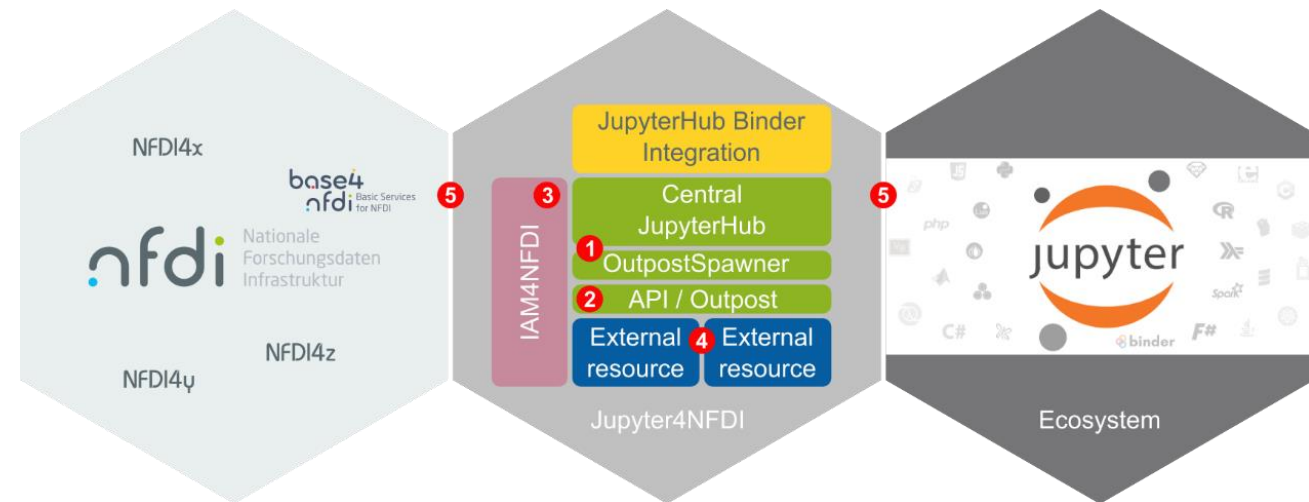 NFDI4x
base4
nfdi
Basic Services
for NFDI
nfdi
Nationale
Forschungsdaten
Infrastruktur
NFDI4z
NFDI4y
5
JupyterHub Binder
Integration
IAM4NFDI
3
Central
JupyterHub
1
OutpostSpawner
2
API / Outpost
External
resource
4
External
resource
Jupyter4NFDI
5
JS
php
R
jupyter
Spark
C#
binder
F#
Ecosystem